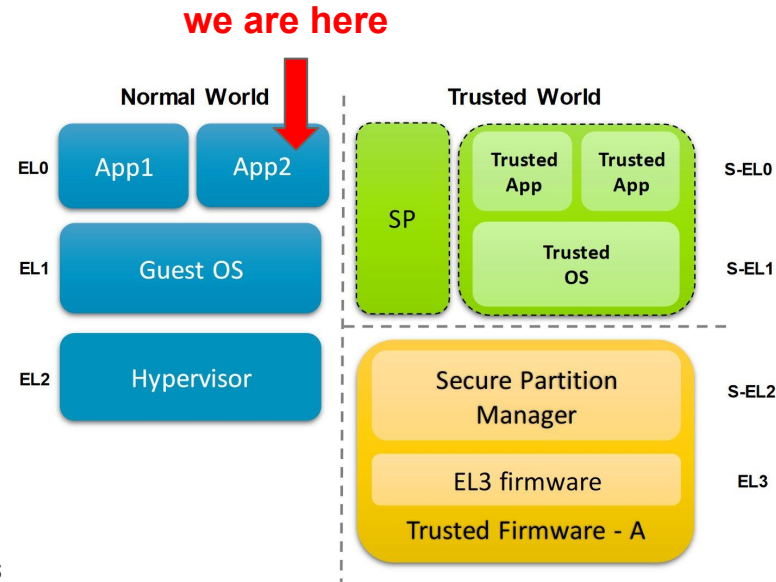 we are here
Normal World
Trusted World
EL0
App1
App2
SP
Trusted
App
Trusted
App
S-EL0
EL1
Guest OS
Trusted
OS
S-EL1
EL2
Hypervisor
Secure Partition
Manager
S-EL2
EL3 firmware
EL3
Trusted Firmware - A